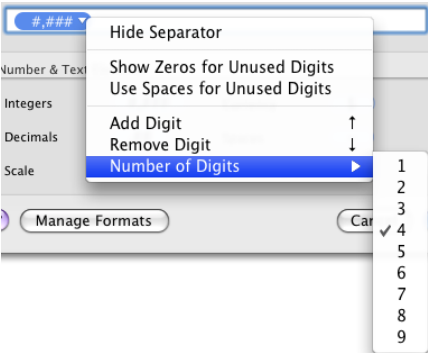 #,###
Hide Separator
Number & Text
Show Zeros for Unused Digits
Use Spaces for Unused Digits
Integers
Decimals
Scale
Add Digit ↑
Remove Digit ↓
Number of Digits
1
2
3
✓ 4
5
6
7
8
9
Manage Formats